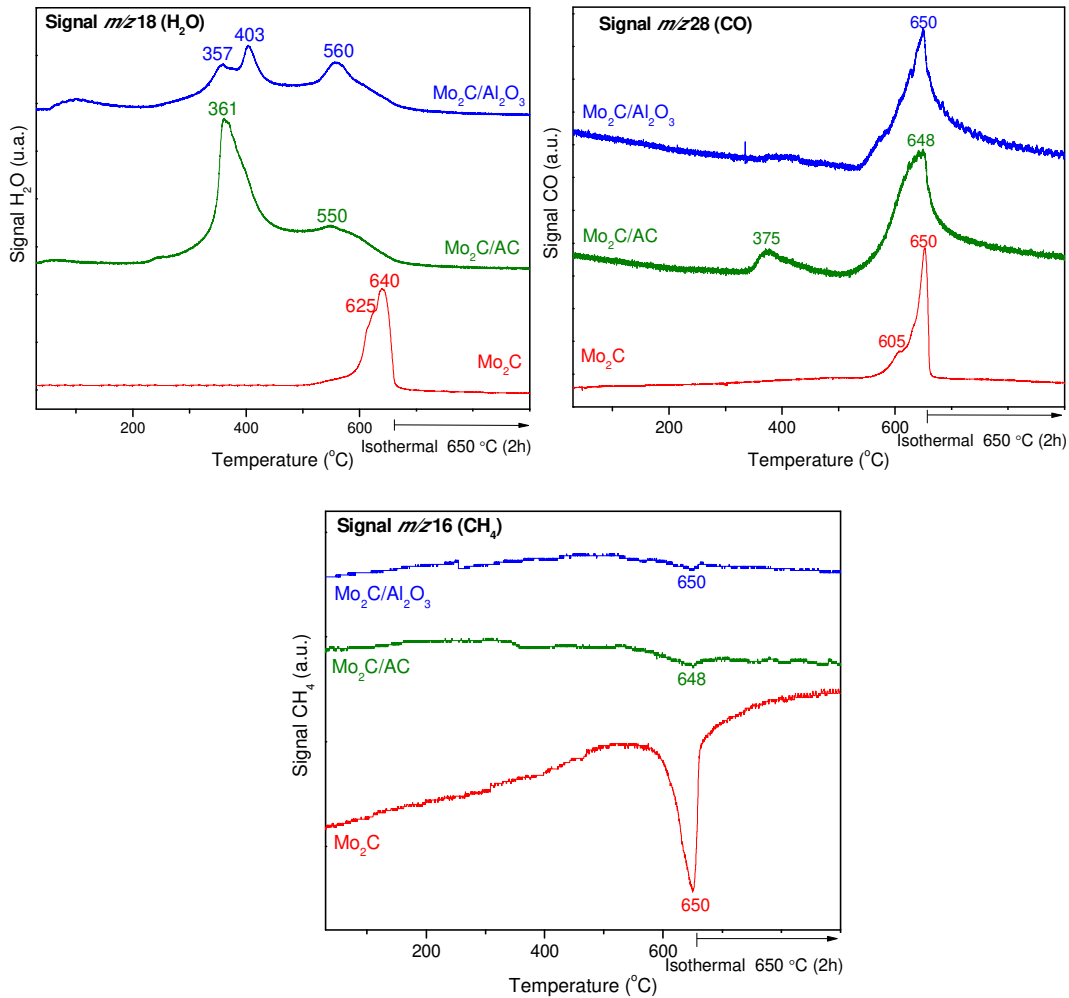 Signal m/z 18 (H₂O)
403
357
560
Mo₂C/Al₂O₃
361
550
Mo₂C/AC
640
625
Mo₂C
Signal H₂O (u.a.)
200 400 600
Isothermal 650 °C (2h)
Temperature (°C)
Signal m/z 28 (CO)
650
Mo₂C/Al₂O₃
648
Mo₂C/AC
375
650
605
Mo₂C
Signal CO (a.u.)
200 400 600
Isothermal 650 °C (2h)
Temperature (°C)
Signal m/z 16 (CH₄)
650
Mo₂C/Al₂O₃
Mo₂C/AC
648
Mo₂C
650
Signal CH₄ (a.u.)
200 400 600
Isothermal 650 °C (2h)
Temperature (°C)